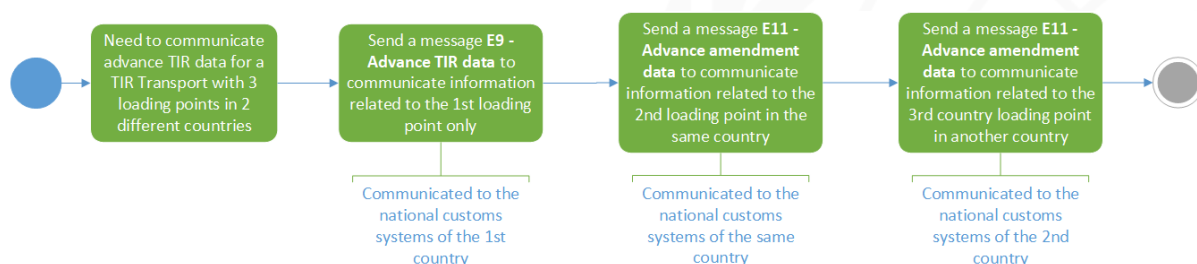 Need to communicate
advance TIR data for a
TIR Transport with 3
loading points in 2
different countries
Send a message E9 -
Advance TIR data to
communicate information
related to the 1st loading
point only
Send a message E11 -
Advance amendment
data to communicate
information related to the
2nd loading point in the
same country
Send a message E11 -
Advance amendment
data to communicate
information related to the
3rd country loading point
in another country
Communicated to the
national customs
systems of the 1st
country
Communicated to the
national customs
systems of the same
country
Communicated to the
national customs
systems of the 2nd
country